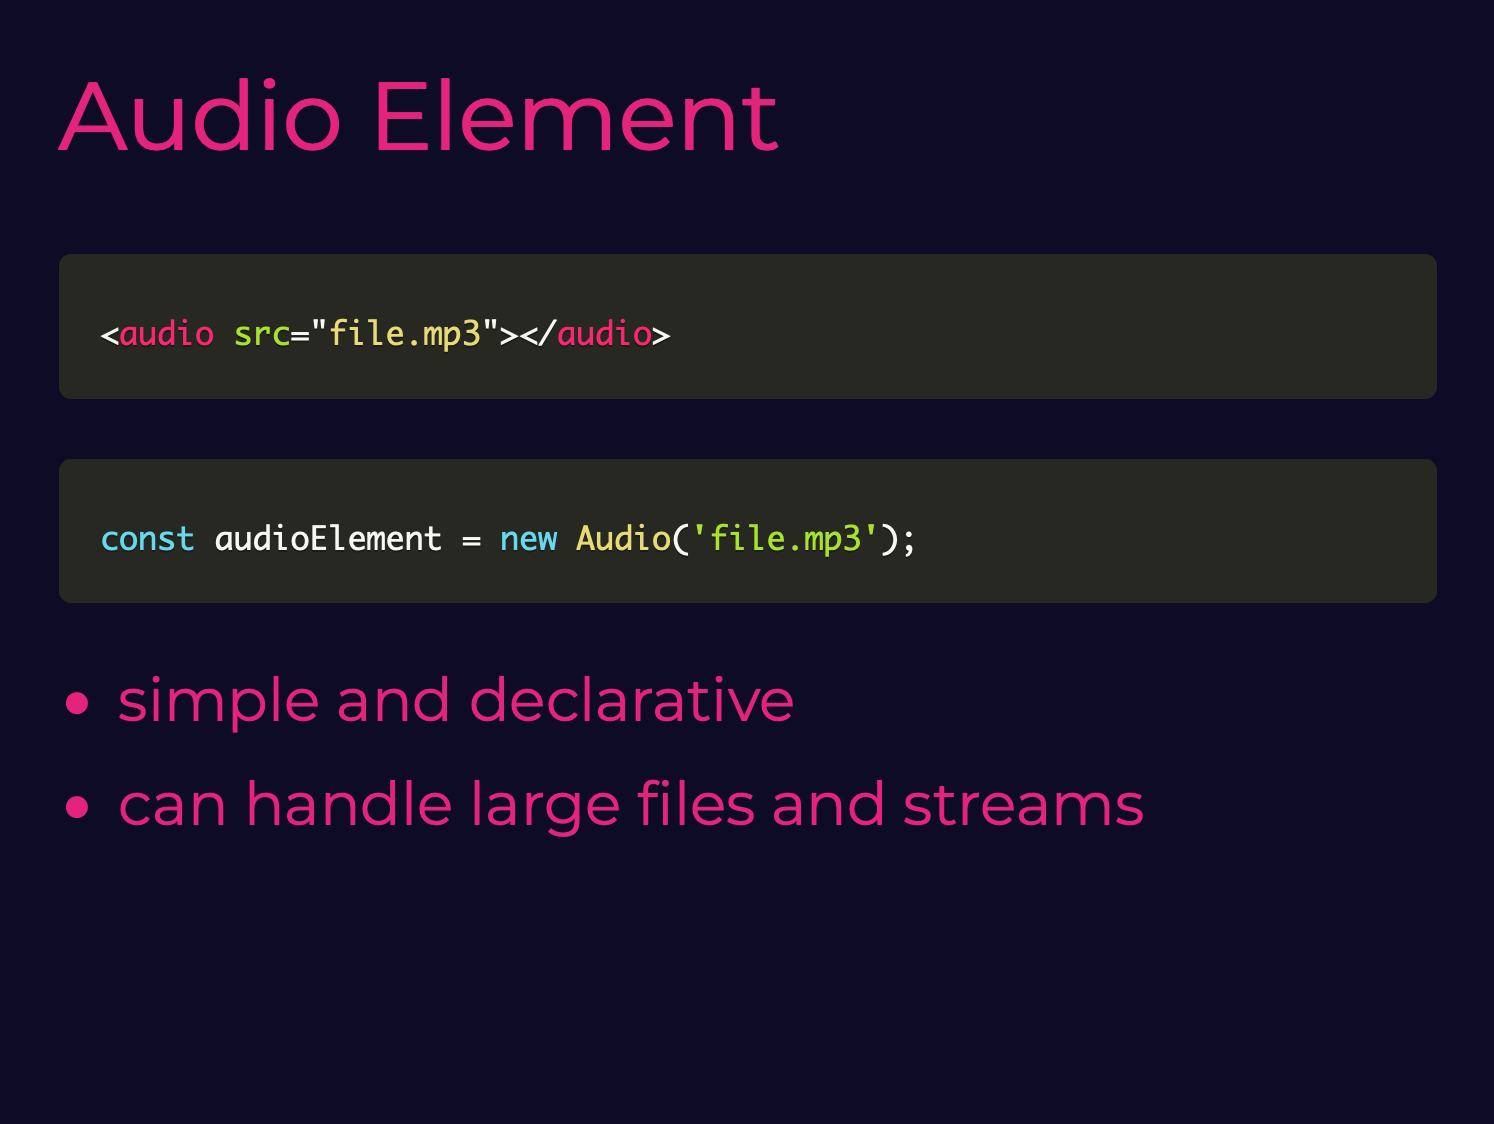 Audio Element
<audio src="file.mp3"></audio>
const audioElement = new Audio('file.mp3');
• simple and declarative
• can handle large files and streams